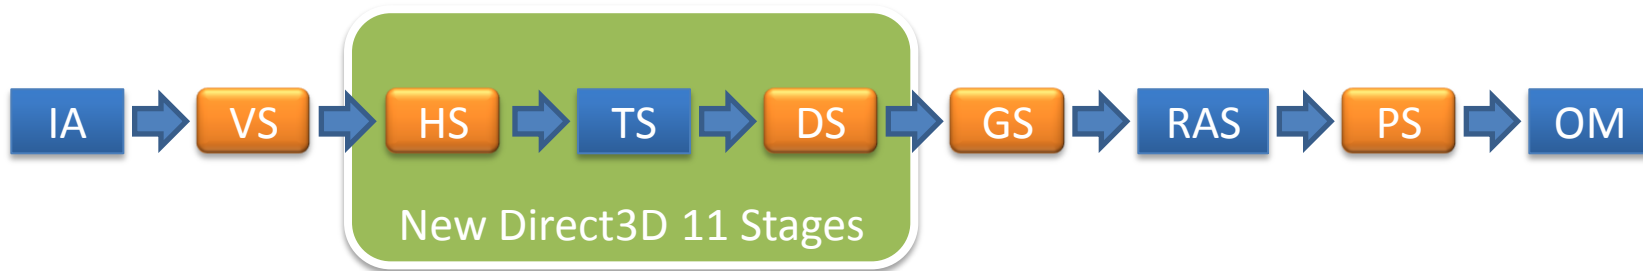 IA VS HS TS DS GS RAS PS OM
New Direct3D 11 Stages